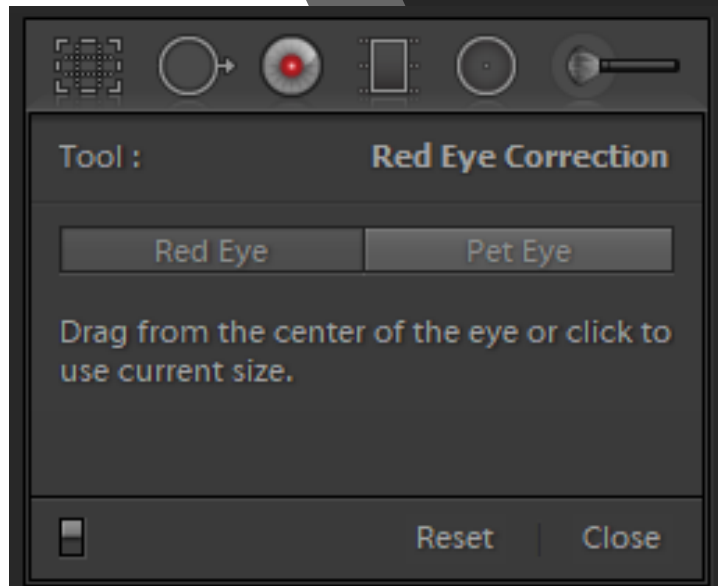 Tool : Red Eye Correction
Red Eye Pet Eye
Drag from the center of the eye or click to
use current size.
Reset Close